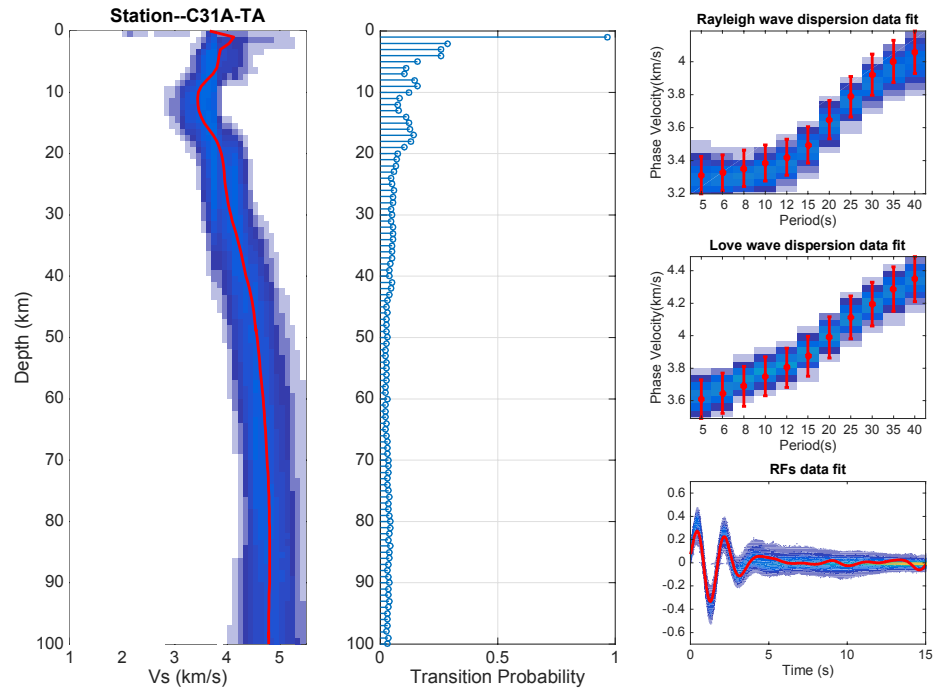 Station--C31A-TA
0
10
20
30
40
50
60
70
80
90
100
Depth (km)
1 2 3 4 5
Vs (km/s)
0
10
20
30
40
50
60
70
80
90
100
0 0.5 1
Transition Probability
Rayleigh wave dispersion data fit
Phase Velocity(km/s)
4
3.8
3.6
3.4
3.2
5 6 8 10 12 15 20 25 30 35 40
Period(s)
Love wave dispersion data fit
Phase Velocity(km/s)
4.4
4.2
4
3.8
3.6
5 6 8 10 12 15 20 25 30 35 40
Period(s)
RFs data fit
0.6
0.4
0.2
0
-0.2
-0.4
-0.6
0 5 10 15
Time (s)